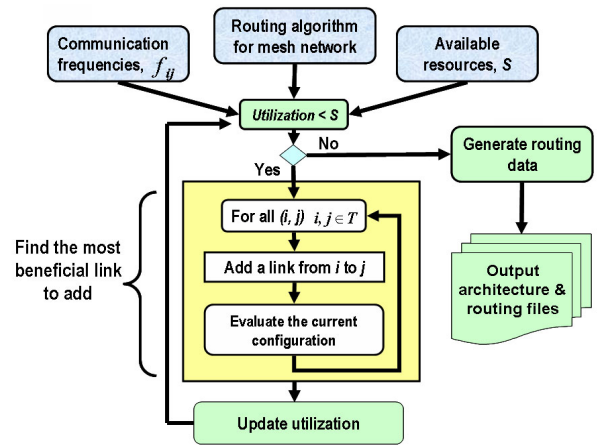 Communication
frequencies, f ij
Routing algorithm
for mesh network
Available
resources, S
Utilization < S
No
Yes
Generate routing
data
For all (i, j) i, j ∈ T
Add a link from i to j
Evaluate the current
configuration
Find the most
beneficial link
to add
Output
architecture &
routing files
Update utilization